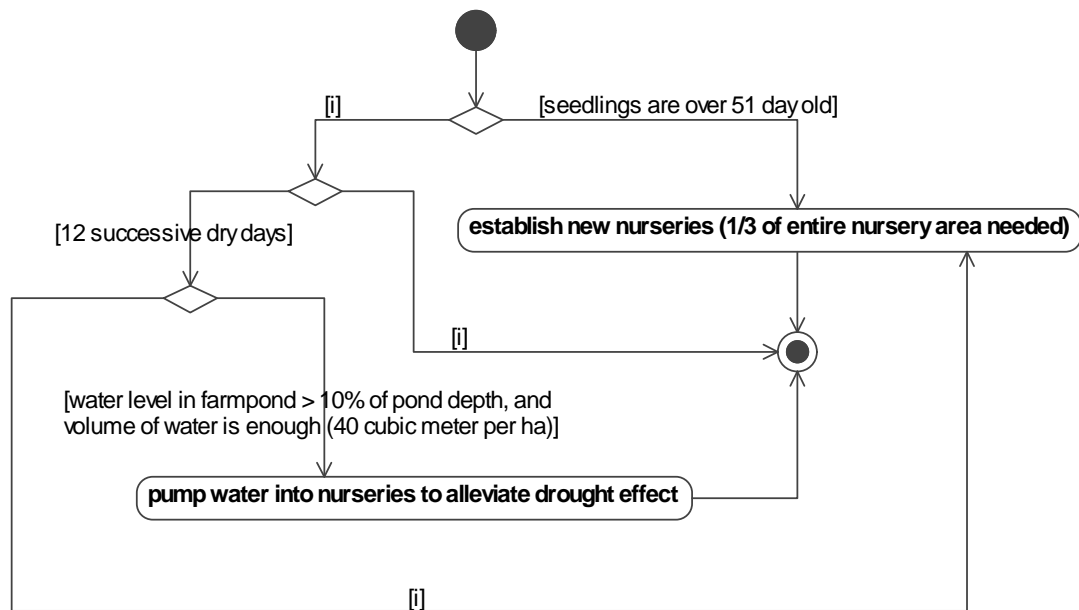 [i]
[seedlings are over 51 day old]
[12 successive dry days]
establish new nurseries (1/3 of entire nursery area needed)
[i]
[water level in farmpond > 10% of pond depth, and
volume of water is enough (40 cubic meter per ha)]
pump water into nurseries to alleviate drought effect
[i]